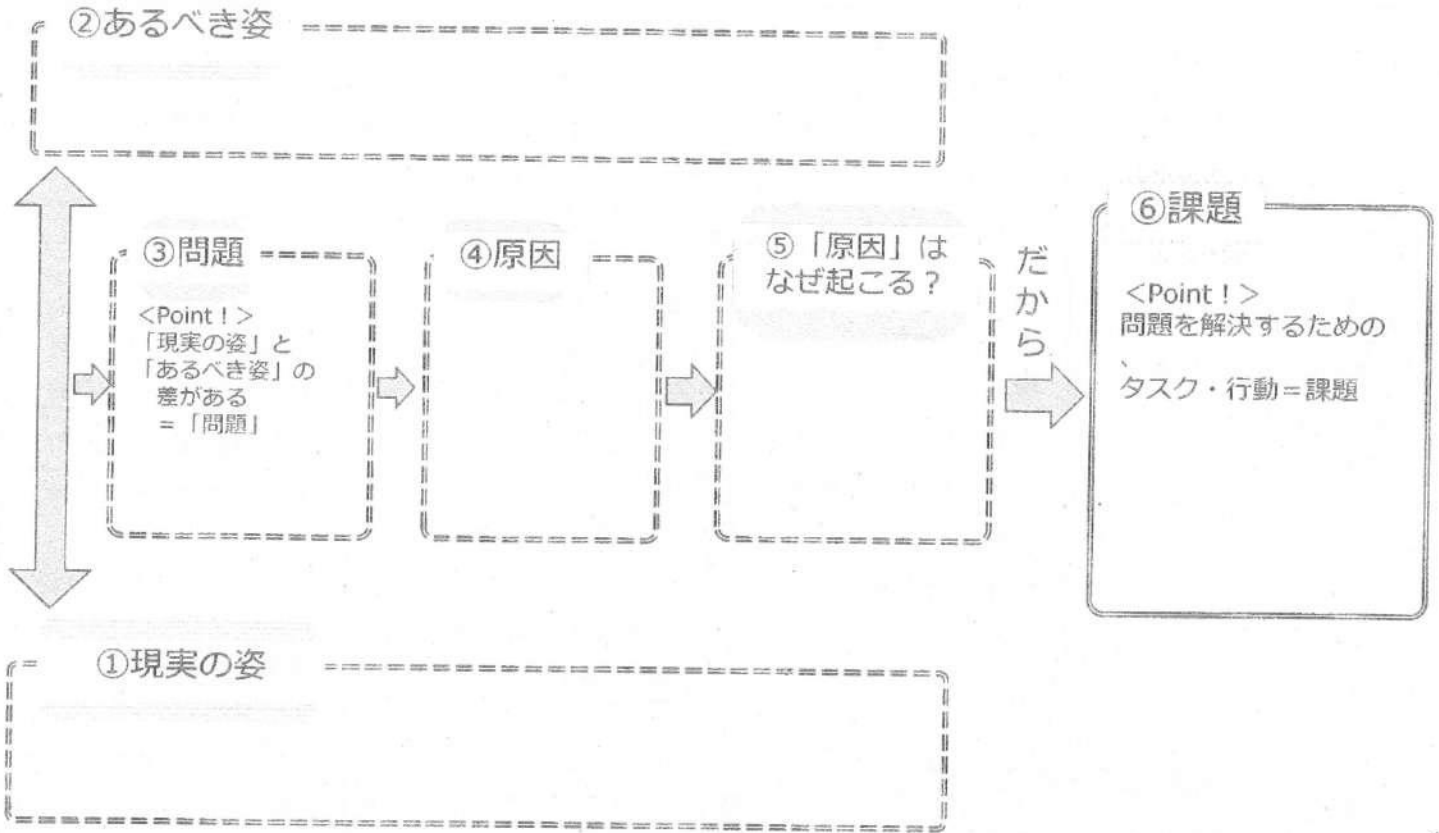 ②あるべき姿
③問題
<Point！>
「現実の姿」と
「あるべき姿」の
差がある
＝「問題」
④原因
⑤「原因」は
なぜ起こる？
だから
⑥課題
<Point！>
問題を解決するための
、
タスク・行動＝課題
①現実の姿